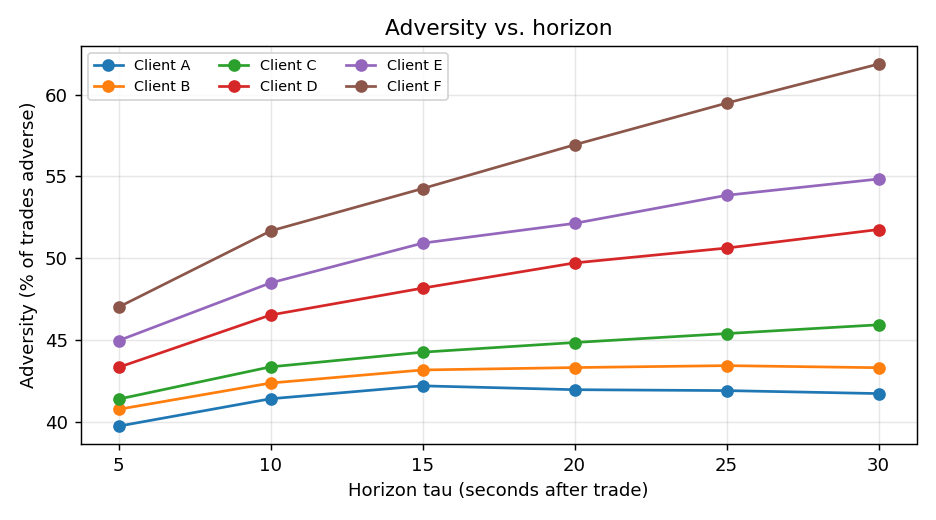 Adversity vs. horizon
Client A Client C Client E
Client B Client D Client F
Adversity (% of trades adverse)
60
55
50
45
40
5 10 15 20 25 30
Horizon tau (seconds after trade)